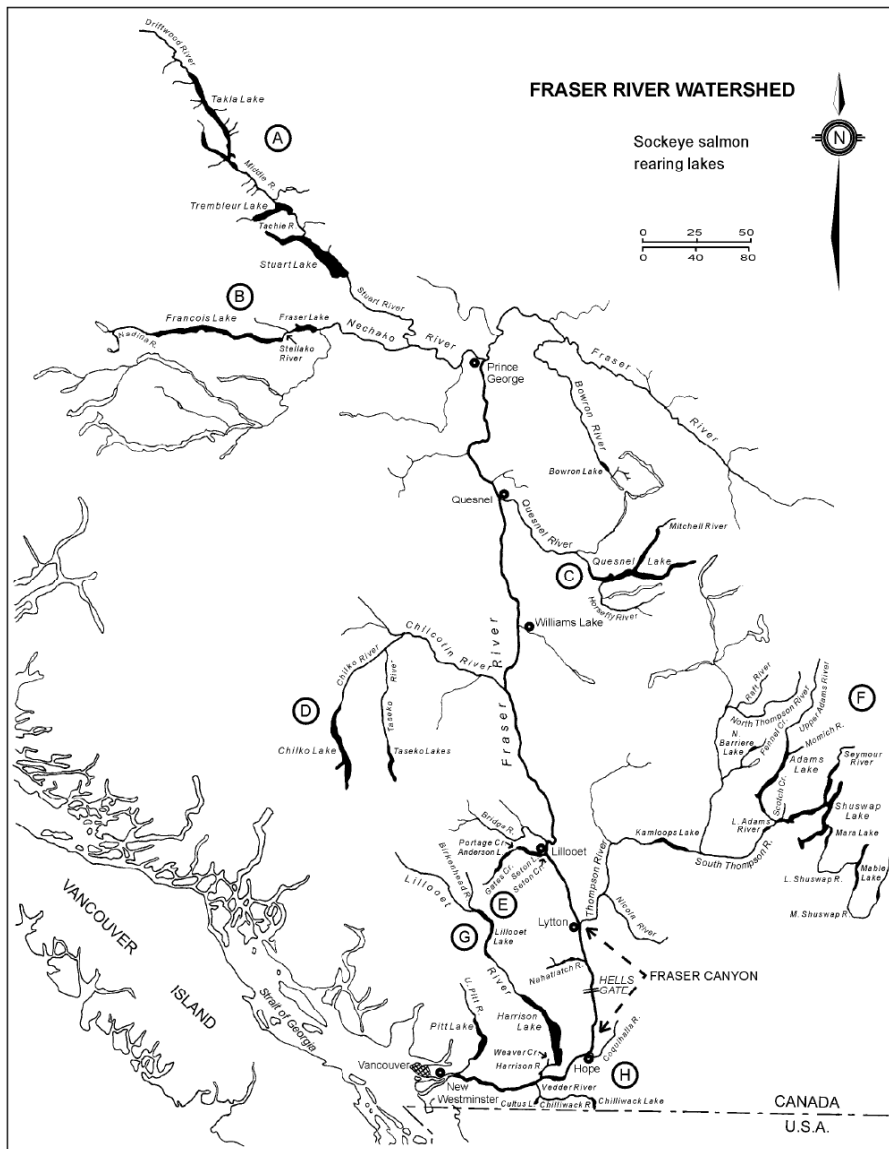 FRASER RIVER WATERSHED
Sockeye salmon
rearing lakes
N
0 25 50
0 40 80
Driftwood River
Takla Lake
A
Middle R.
Trembleur Lake
Tachie R.
Stuart Lake
Stuart River
B
Francois Lake
Fraser Lake
Nadina R.
Stellako
River
Nechako
River
Prince
George
Fraser
River
Bowron River
Bowron Lake
Quesnel
Quesnel River
Mitchell River
Quesnel Lake
C
Horsefly River
Williams Lake
Fraser River
Chilcotin River
Chilko River
Taseko River
D
Chilko Lake
Taseko Lakes
F
Raft River
North Thompson River
Upper Adams River
N.
Barriere
Lake
Fennel Cr.
Momich R.
Adams
Lake
Seymour
River
Scotch Cr.
Shuswap
Lake
L. Adams
River
Mara Lake
Kamloops Lake
South Thompson R.
Mabel
Lake
L. Shuswap R.
M. Shuswap R.
Bridge R.
Portage Cr.
Anderson L.
Lillooet
Gates Cr.
Seton L.
Seton Cr.
E
Thompson River
Nicola River
Birkenhead R.
Lillooet
River
G
Lillooet
Lake
Lytton
Nahatlatch R.
FRASER CANYON
HELLS
GATE
U. Pitt R.
Pitt Lake
Harrison
Lake
Weaver Cr.
Harrison R.
Coquihalla R.
Hope
H
VANCOUVER
ISLAND
Strait of Georgia
Vancouver
New
Westminster
Vedder River
Cultus L.
Chilliwack R.
Chilliwack Lake
CANADA
U.S.A.